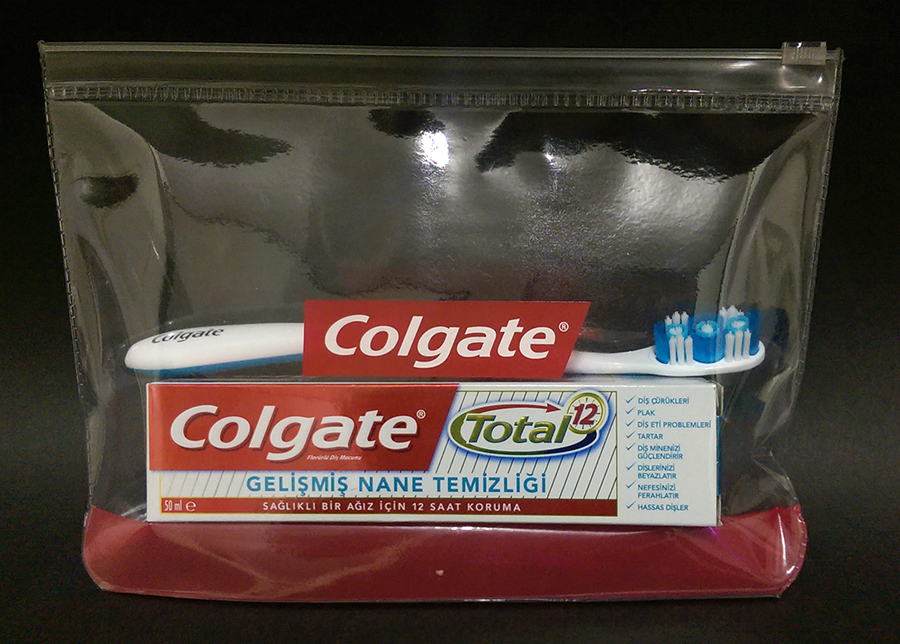 Colgate
Colgate®
Colgate®
Florürlü Diş Macunu
Total 12
GELİŞMİŞ NANE TEMİZLİĞİ
50 ml e
SAĞLIKLI BİR AĞIZ İÇİN 12 SAAT KORUMA
DİŞ ÇÜRÜKLERİ
PLAK
DİŞ ETİ PROBLEMLERİ
TARTAR
DİŞ MİNENİZİ
GÜÇLENDİRİR
DİŞLERİNİZİ
BEYAZLATIR
NEFESİNİZİ
FERAHLATIR
HASSAS DİŞLER